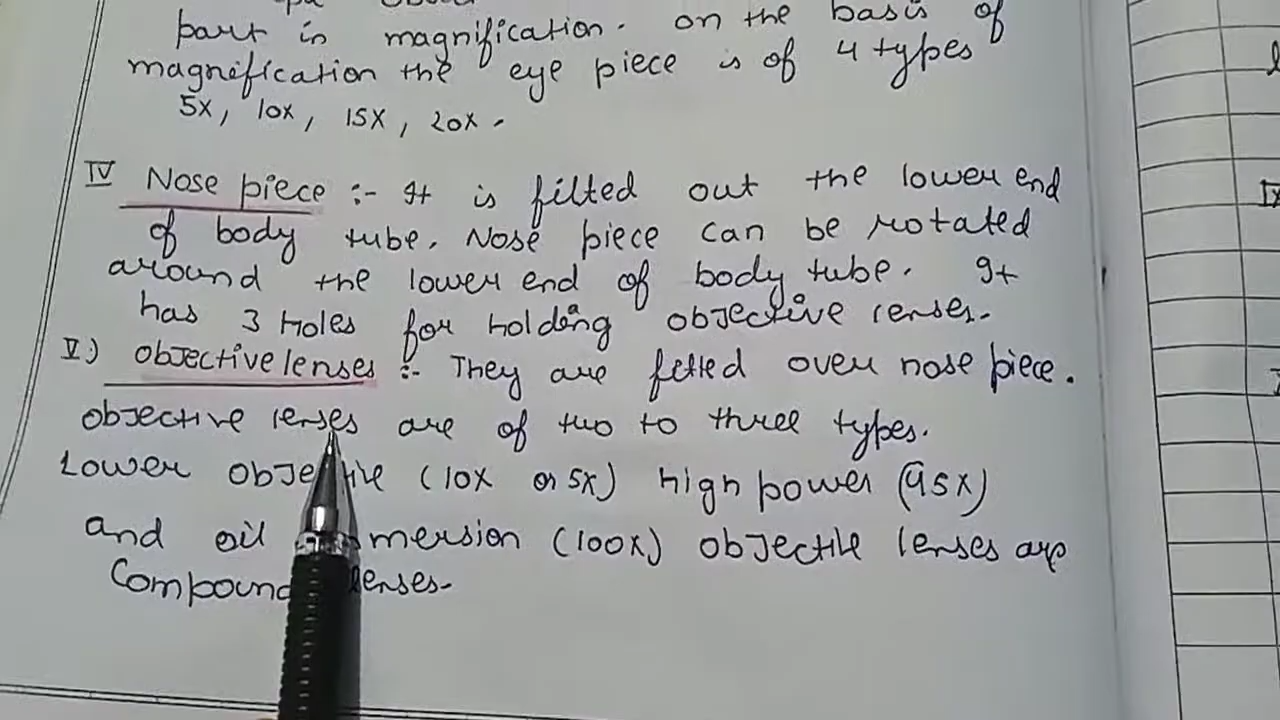 part in magnification. on the basis of
magnification the eye piece is of 4 types
5X, 10X, 15X, 20X.
IV Nose piece :- It is fitted out the lower end
of body tube. Nose piece can be rotated
around the lower end of body tube. It
has 3 Holes for holding objective lenses.
V) objective lenses :- They are fitted over nose piece.
objective lenses are of two to three types.
Lower objective (10X or 5X) high power (45X)
and oil mersion (100X) objective lenses are
Compound lenses.
IX